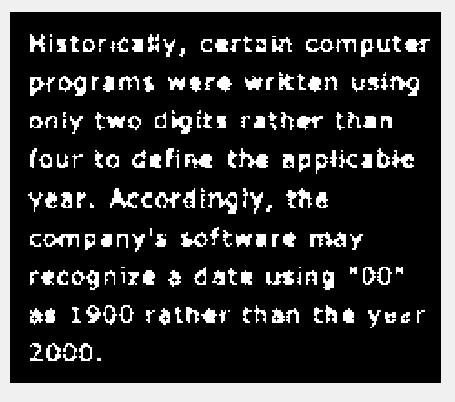 Historically, certain computer
programs were written using
only two digits rather than
four to define the applicable
year. Accordingly, the
company's software may
recognize a date using "00"
as 1900 rather than the year
2000.